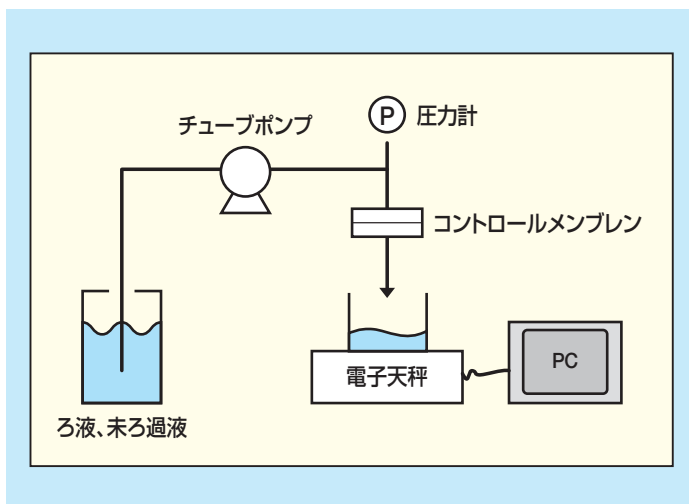 チューブポンプ
P 圧力計
コントロールメンブレン
電子天秤
PC
ろ液、未ろ過液